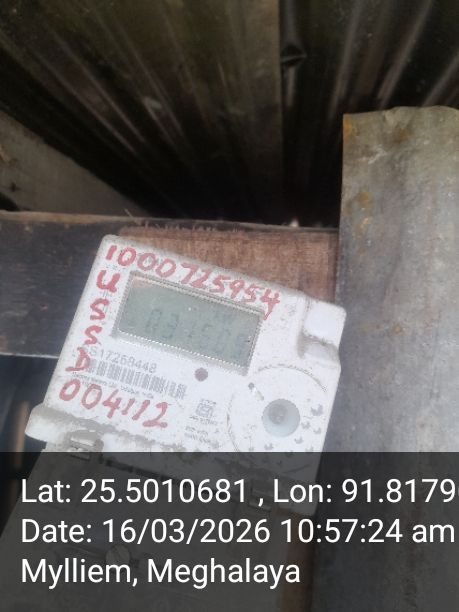 1000725954
USSD
004112
Lat: 25.5010681 , Lon: 91.8179
Date: 16/03/2026 10:57:24 am
Mylliem, Meghalaya